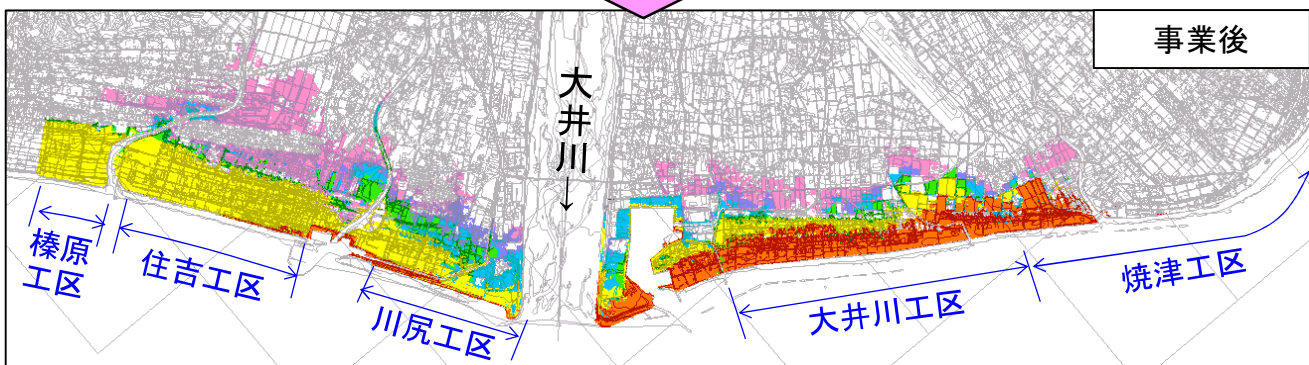 事業後
大井川→
榛原
工区
住吉工区
川尻工区
大井川工区
焼津工区